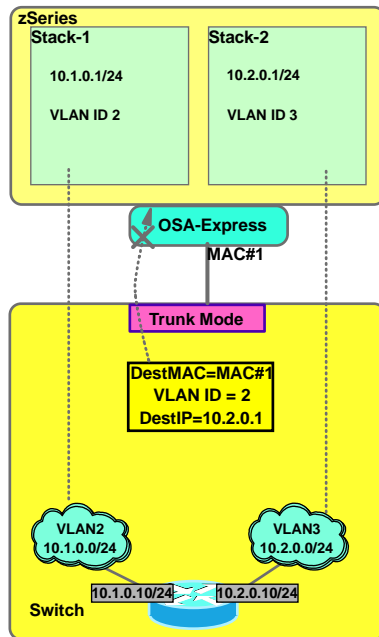 zSeries
Stack-1
10.1.0.1/24
VLAN ID 2
Stack-2
10.2.0.1/24
VLAN ID 3
OSA-Express
MAC#1
Trunk Mode
DestMAC=MAC#1
VLAN ID = 2
DestIP=10.2.0.1
VLAN2
10.1.0.0/24
VLAN3
10.2.0.0/24
10.1.0.10/24
10.2.0.10/24
Switch